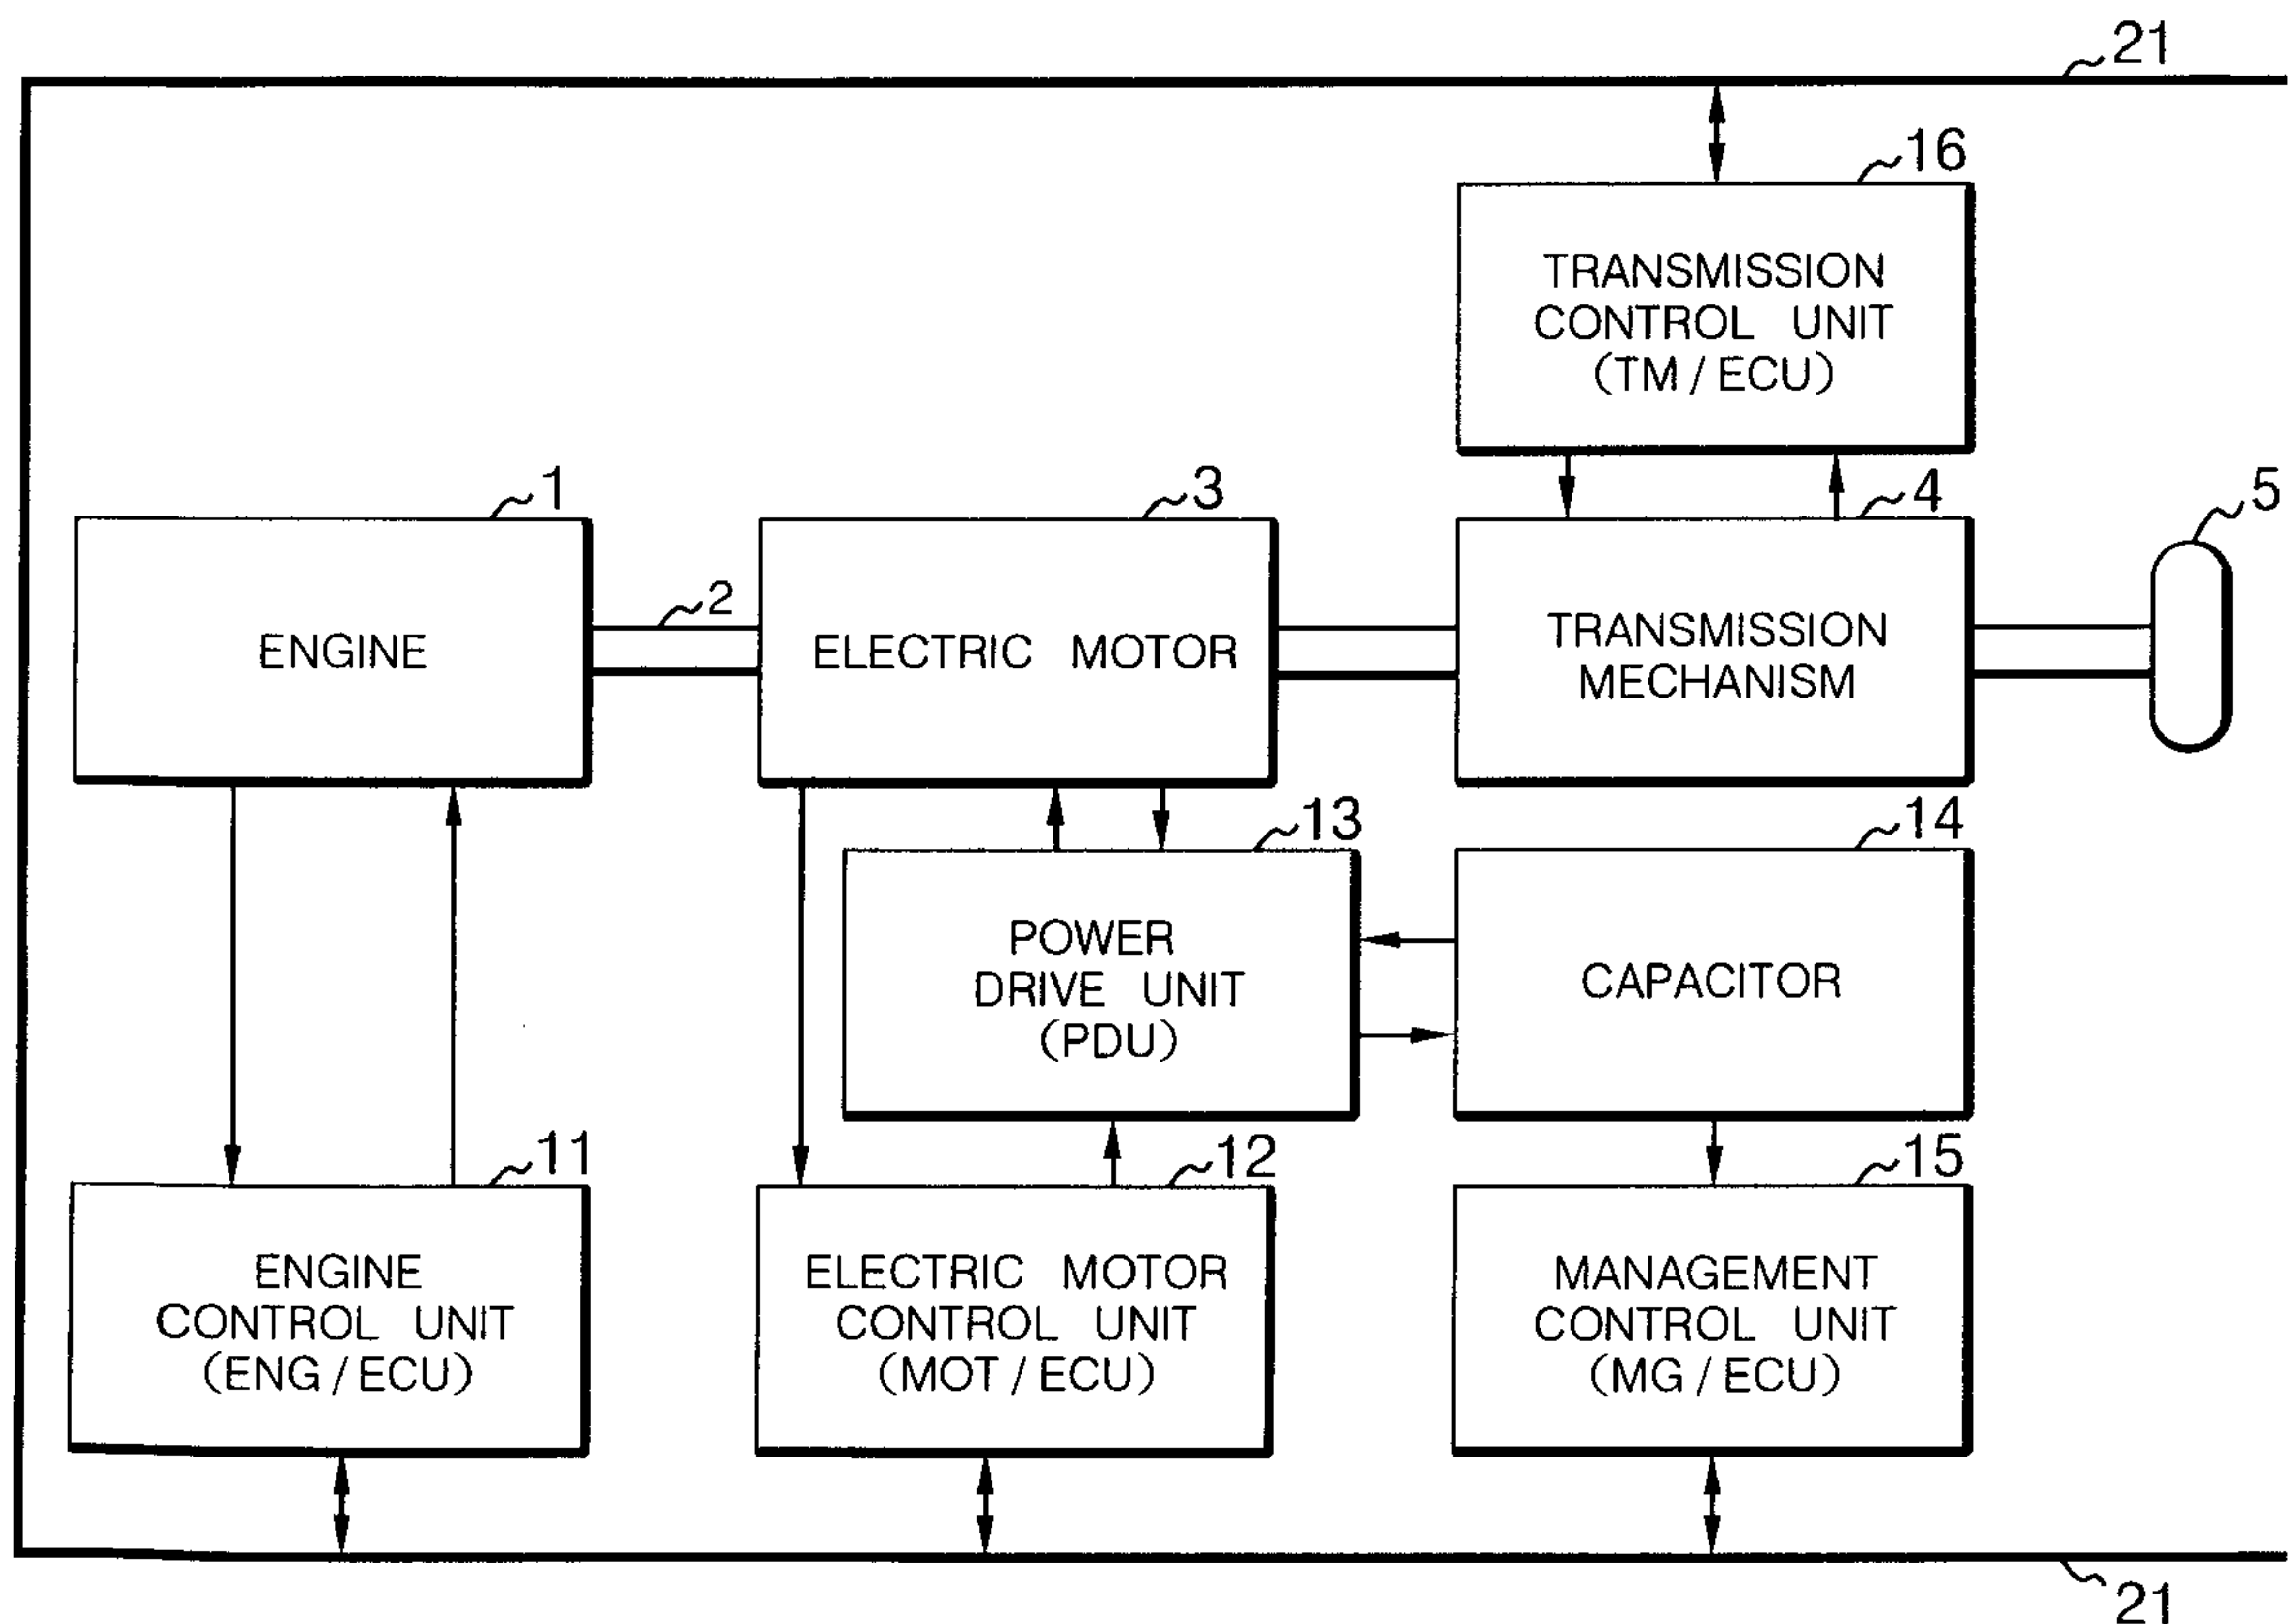 21
16
TRANSMISSION
CONTROL UNIT
(TM/ECU)
1
3
4
5
2
ENGINE
ELECTRIC MOTOR
TRANSMISSION
MECHANISM
13
14
POWER
DRIVE UNIT
(PDU)
CAPACITOR
11
12
15
ENGINE
CONTROL UNIT
(ENG/ECU)
ELECTRIC MOTOR
CONTROL UNIT
(MOT/ECU)
MANAGEMENT
CONTROL UNIT
(MG/ECU)
21